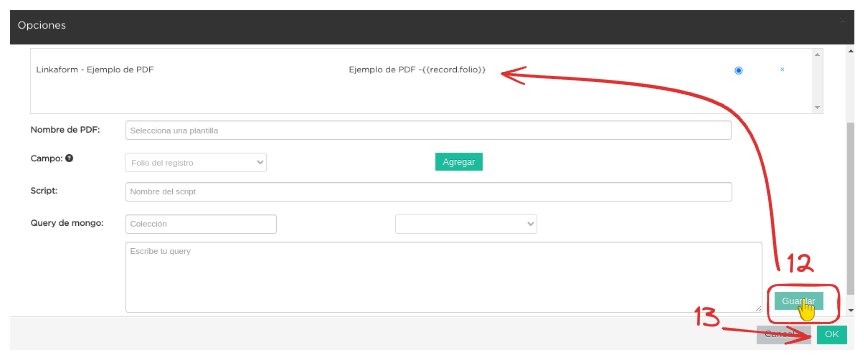 Opciones
Linkaform - Ejemplo de PDF Ejemplo de PDF -{{record.folio}} ×
Nombre de PDF: Selecciona una plantilla
Campo: ? Folio del registro Agregar
Script: Nombre del script
Query de mongo: Colección
Escribe tu query
12
Guardar
13
Cancelar OK